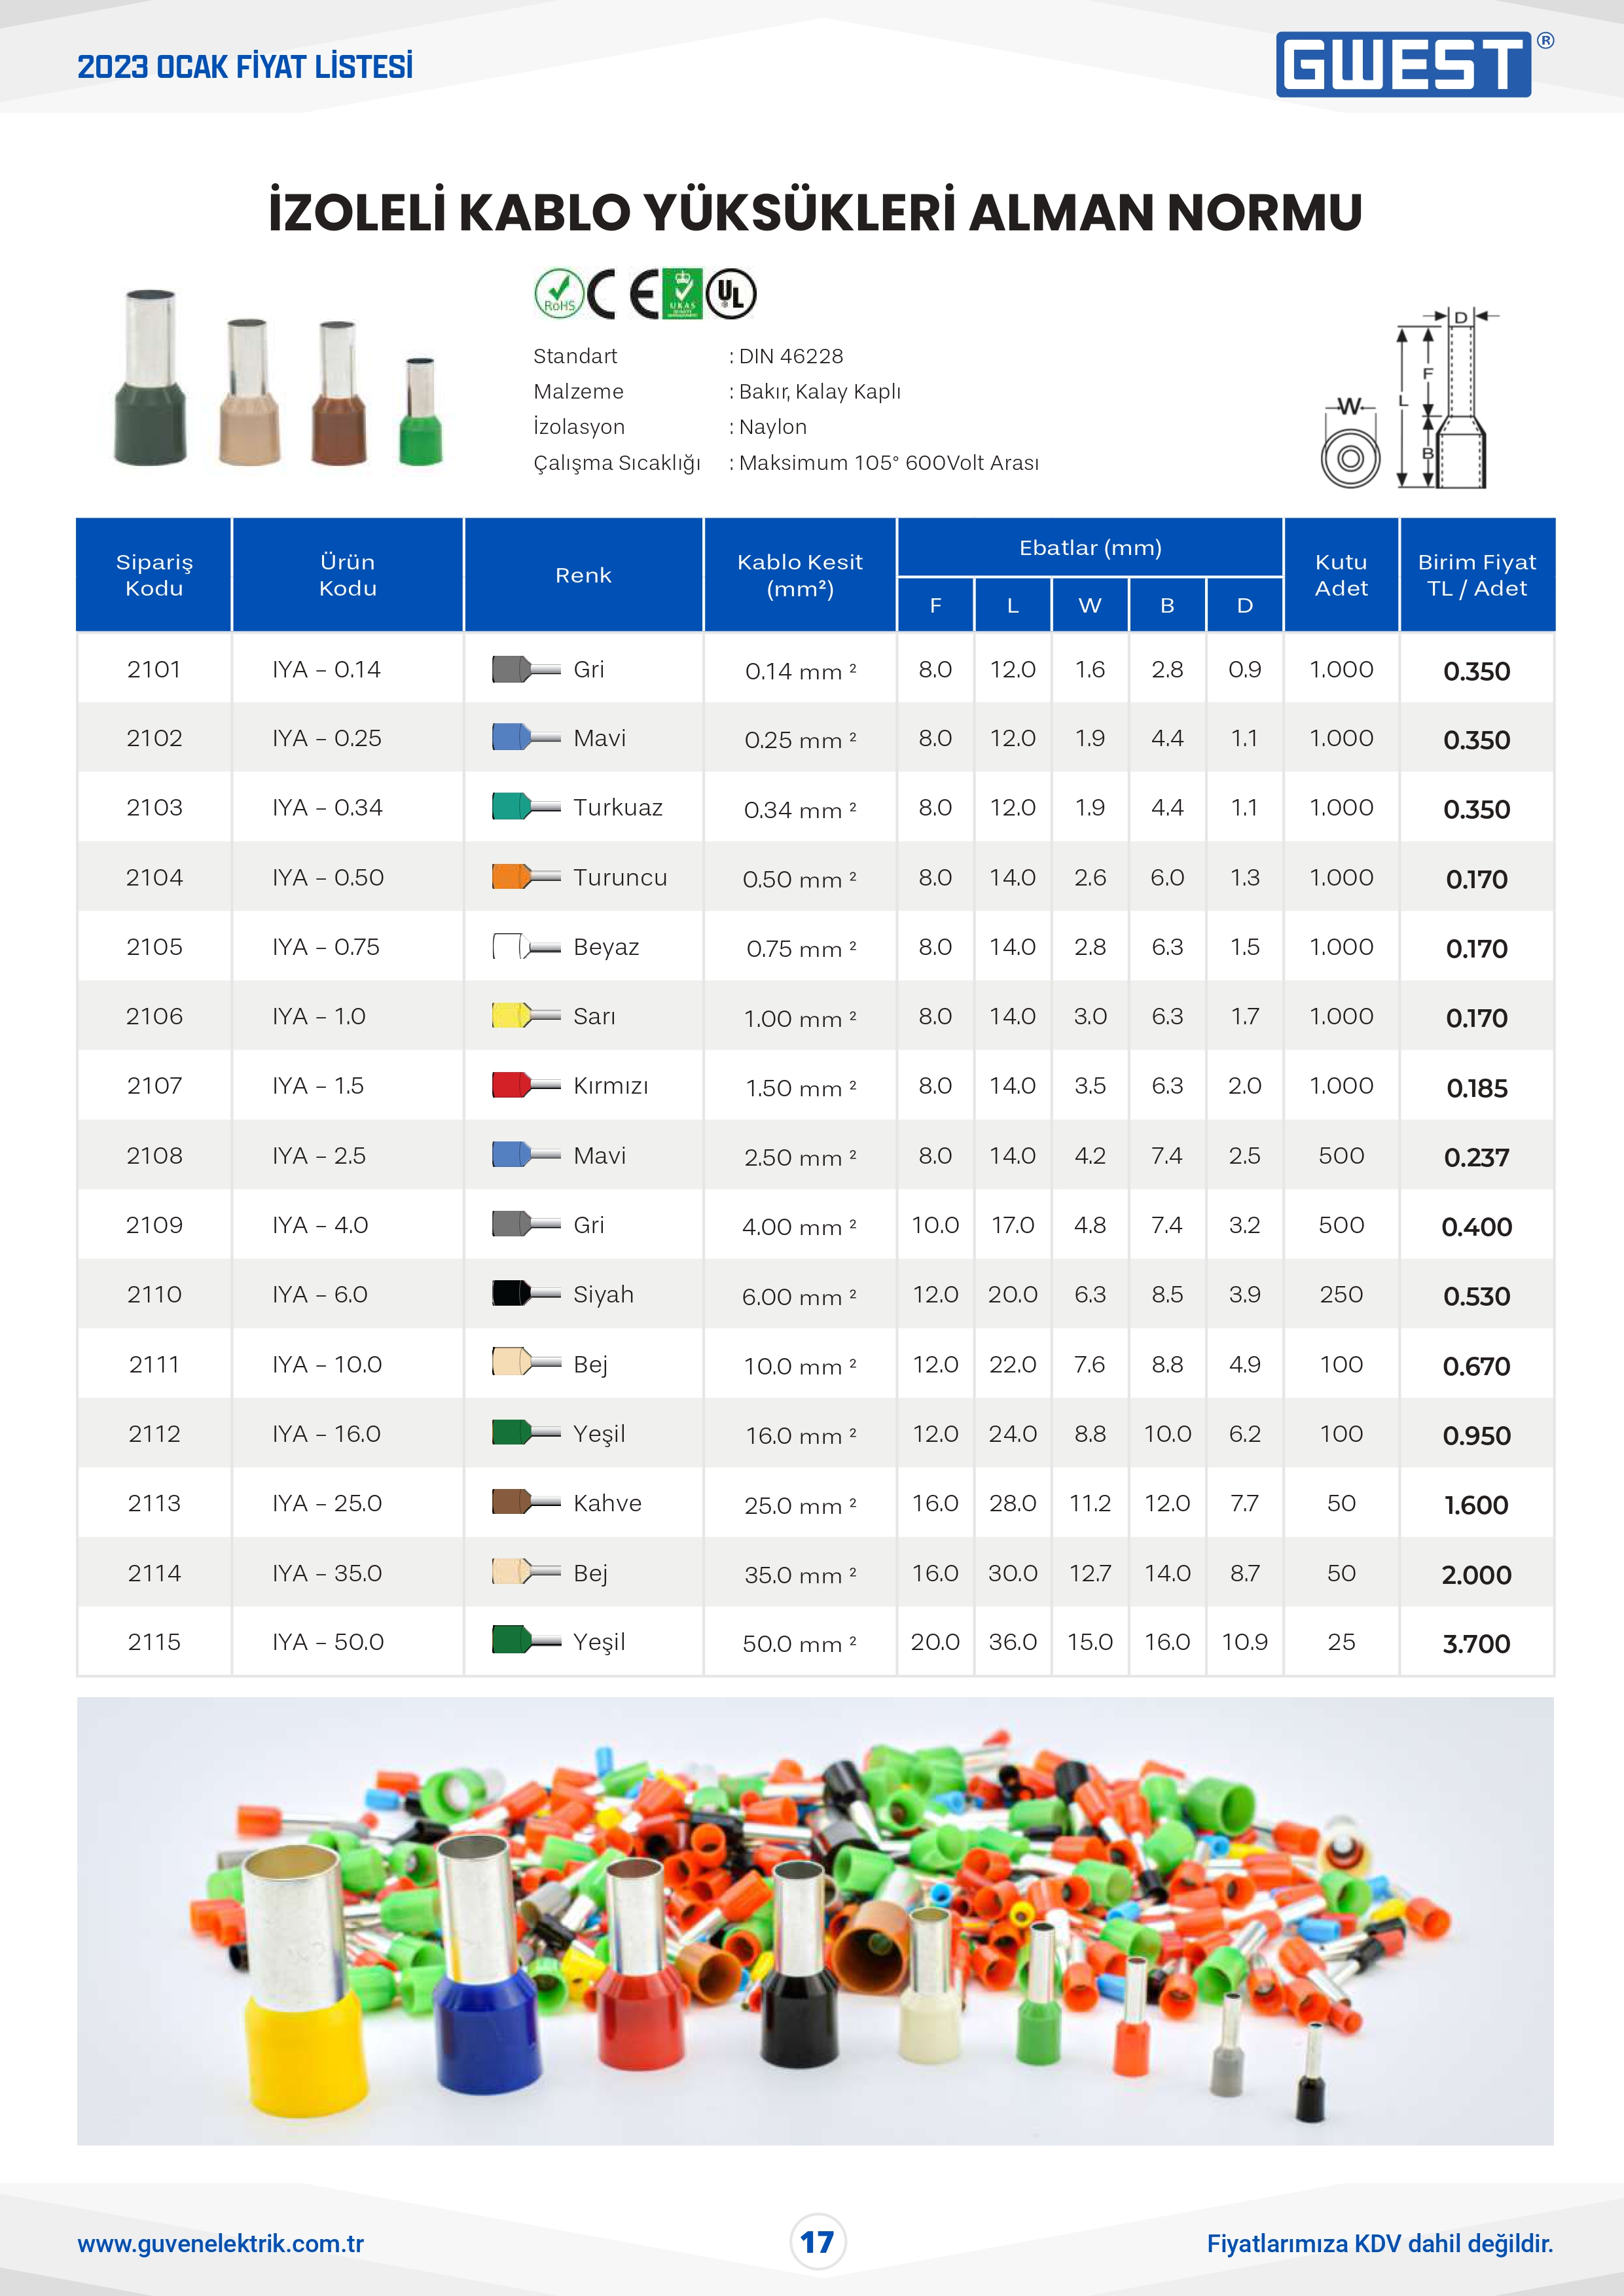 2023 OCAK FİYAT LİSTESİ
GWEST ®
İZOLELİ KABLO YÜKSÜKLERİ ALMAN NORMU
RoHS CE UKAS UL
Standart : DIN 46228
Malzeme : Bakır, Kalay Kaplı
İzolasyon : Naylon
Çalışma Sıcaklığı : Maksimum 105° 600Volt Arası
D
F
W
L
B
Sipariş Kodu Ürün Kodu Renk Kablo Kesit (mm²) Ebatlar (mm) Kutu Adet Birim Fiyat TL / Adet
F L W B D
2101 IYA – 0.14 Gri 0.14 mm ² 8.0 12.0 1.6 2.8 0.9 1.000 0.350
2102 IYA – 0.25 Mavi 0.25 mm ² 8.0 12.0 1.9 4.4 1.1 1.000 0.350
2103 IYA – 0.34 Turkuaz 0.34 mm ² 8.0 12.0 1.9 4.4 1.1 1.000 0.350
2104 IYA – 0.50 Turuncu 0.50 mm ² 8.0 14.0 2.6 6.0 1.3 1.000 0.170
2105 IYA – 0.75 Beyaz 0.75 mm ² 8.0 14.0 2.8 6.3 1.5 1.000 0.170
2106 IYA – 1.0 Sarı 1.00 mm ² 8.0 14.0 3.0 6.3 1.7 1.000 0.170
2107 IYA – 1.5 Kırmızı 1.50 mm ² 8.0 14.0 3.5 6.3 2.0 1.000 0.185
2108 IYA – 2.5 Mavi 2.50 mm ² 8.0 14.0 4.2 7.4 2.5 500 0.237
2109 IYA – 4.0 Gri 4.00 mm ² 10.0 17.0 4.8 7.4 3.2 500 0.400
2110 IYA – 6.0 Siyah 6.00 mm ² 12.0 20.0 6.3 8.5 3.9 250 0.530
2111 IYA – 10.0 Bej 10.0 mm ² 12.0 22.0 7.6 8.8 4.9 100 0.670
2112 IYA – 16.0 Yeşil 16.0 mm ² 12.0 24.0 8.8 10.0 6.2 100 0.950
2113 IYA – 25.0 Kahve 25.0 mm ² 16.0 28.0 11.2 12.0 7.7 50 1.600
2114 IYA – 35.0 Bej 35.0 mm ² 16.0 30.0 12.7 14.0 8.7 50 2.000
2115 IYA – 50.0 Yeşil 50.0 mm ² 20.0 36.0 15.0 16.0 10.9 25 3.700
www.guvenelektrik.com.tr 17 Fiyatlarımıza KDV dahil değildir.